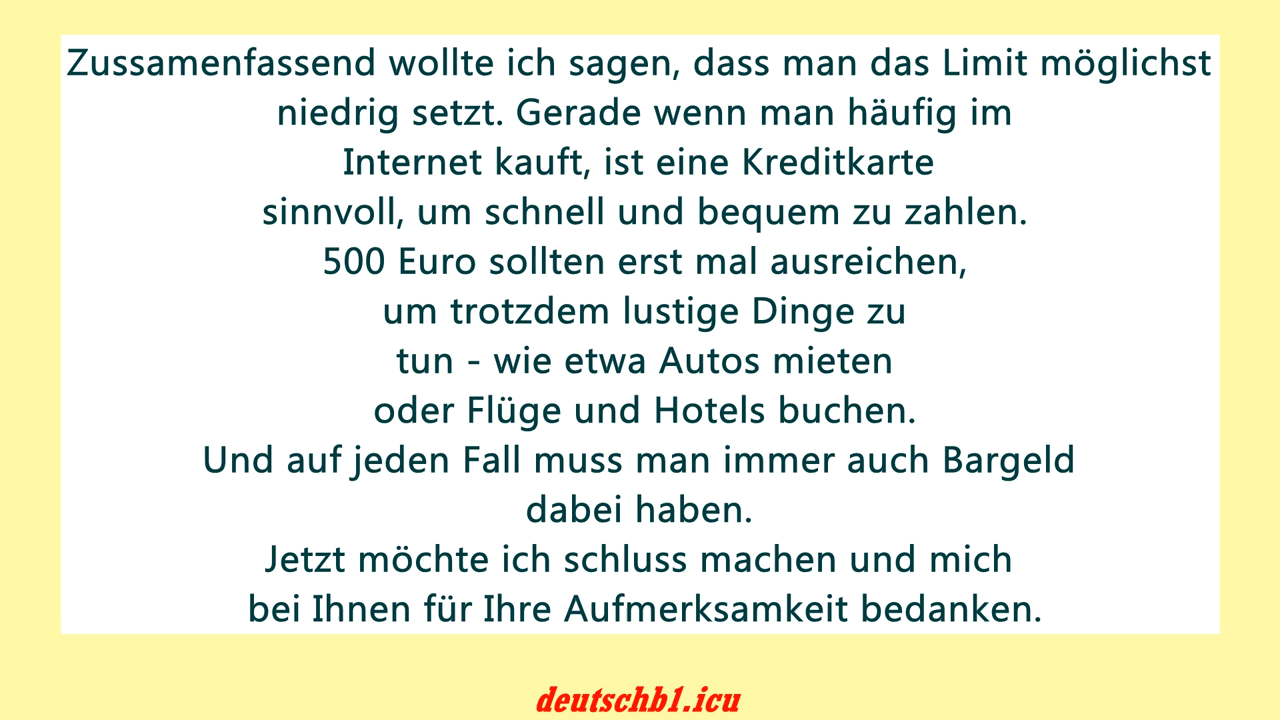 Zussamenfassend wollte ich sagen, dass man das Limit möglichst
niedrig setzt. Gerade wenn man häufig im
Internet kauft, ist eine Kreditkarte
sinnvoll, um schnell und bequem zu zahlen.
500 Euro sollten erst mal ausreichen,
um trotzdem lustige Dinge zu
tun - wie etwa Autos mieten
oder Flüge und Hotels buchen.
Und auf jeden Fall muss man immer auch Bargeld
dabei haben.
Jetzt möchte ich schluss machen und mich
bei Ihnen für Ihre Aufmerksamkeit bedanken.
deutschb1.icu